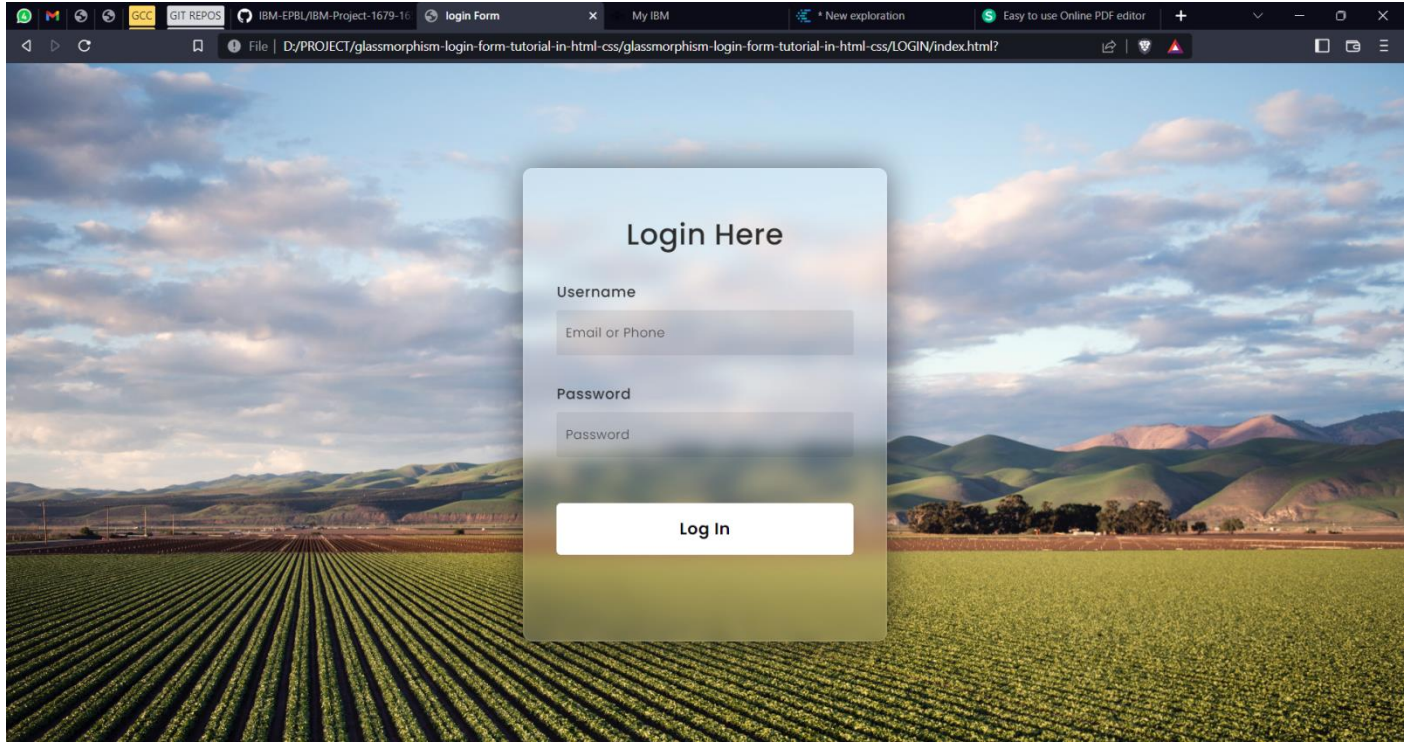 GCC GIT REPOS IBM-EPBL/IBM-Project-1679-16 login Form My IBM * New exploration Easy to use Online PDF editor
File | D:/PROJECT/glassmorphism-login-form-tutorial-in-html-css/glassmorphism-login-form-tutorial-in-html-css/LOGIN/index.html?
Login Here
Username
Email or Phone
Password
Password
Log In